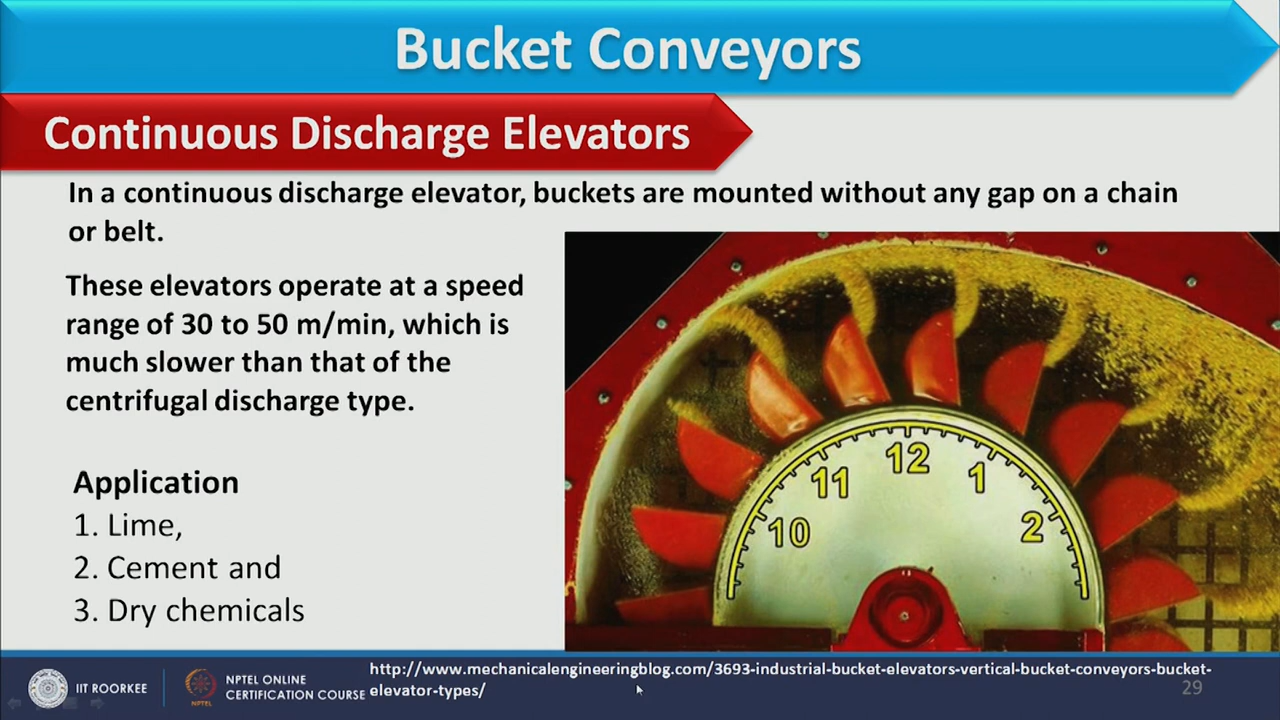 Bucket Conveyors
Continuous Discharge Elevators
In a continuous discharge elevator, buckets are mounted without any gap on a chain
or belt.
These elevators operate at a speed
range of 30 to 50 m/min, which is
much slower than that of the
centrifugal discharge type.
Application
1. Lime,
2. Cement and
3. Dry chemicals
10
11
12
1
2
IIT ROORKEE
NPTEL
NPTEL ONLINE
CERTIFICATION COURSE
http://www.mechanicalengineeringblog.com/3693-industrial-bucket-elevators-vertical-bucket-conveyors-bucket-
elevator-types/
29